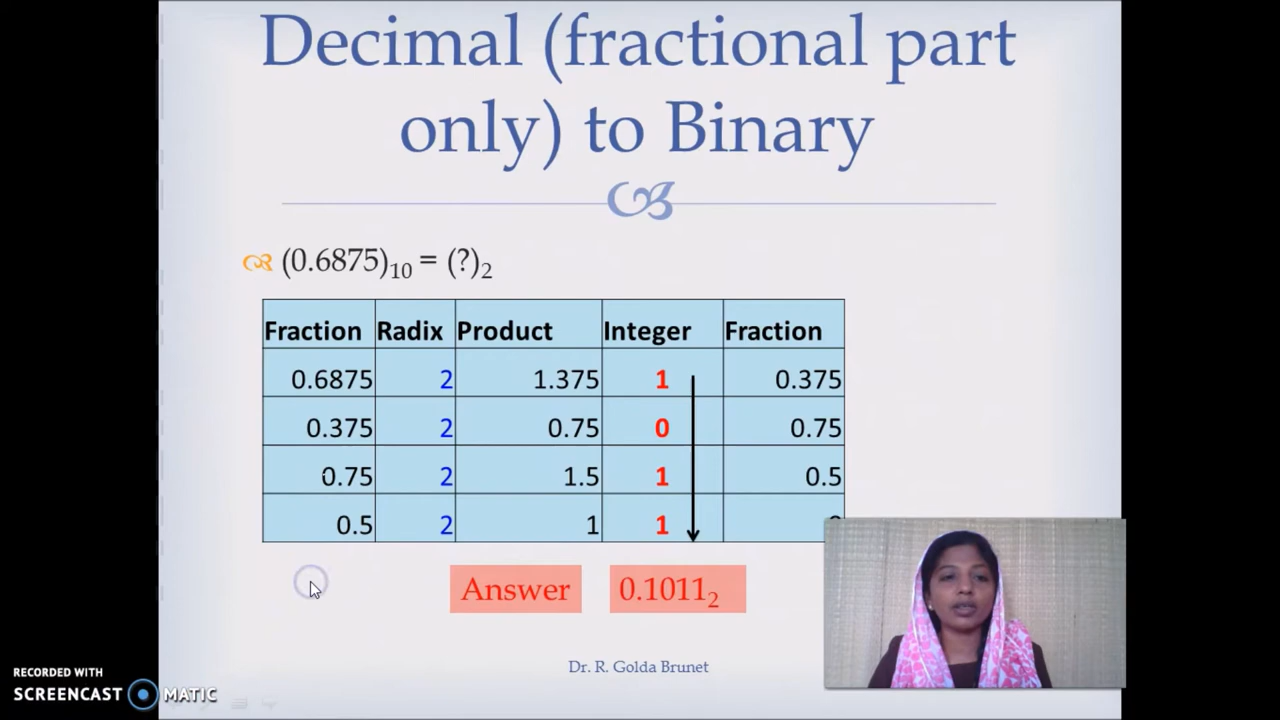 Decimal (fractional part
only) to Binary
(0.6875)₁₀ = (?)₂
Fraction Radix Product Integer Fraction
0.6875 2 1.375 1 0.375
0.375 2 0.75 0 0.75
0.75 2 1.5 1 0.5
0.5 2 1 1
Answer 0.1011₂
Dr. R. Golda Brunet
RECORDED WITH
SCREENCAST MATIC